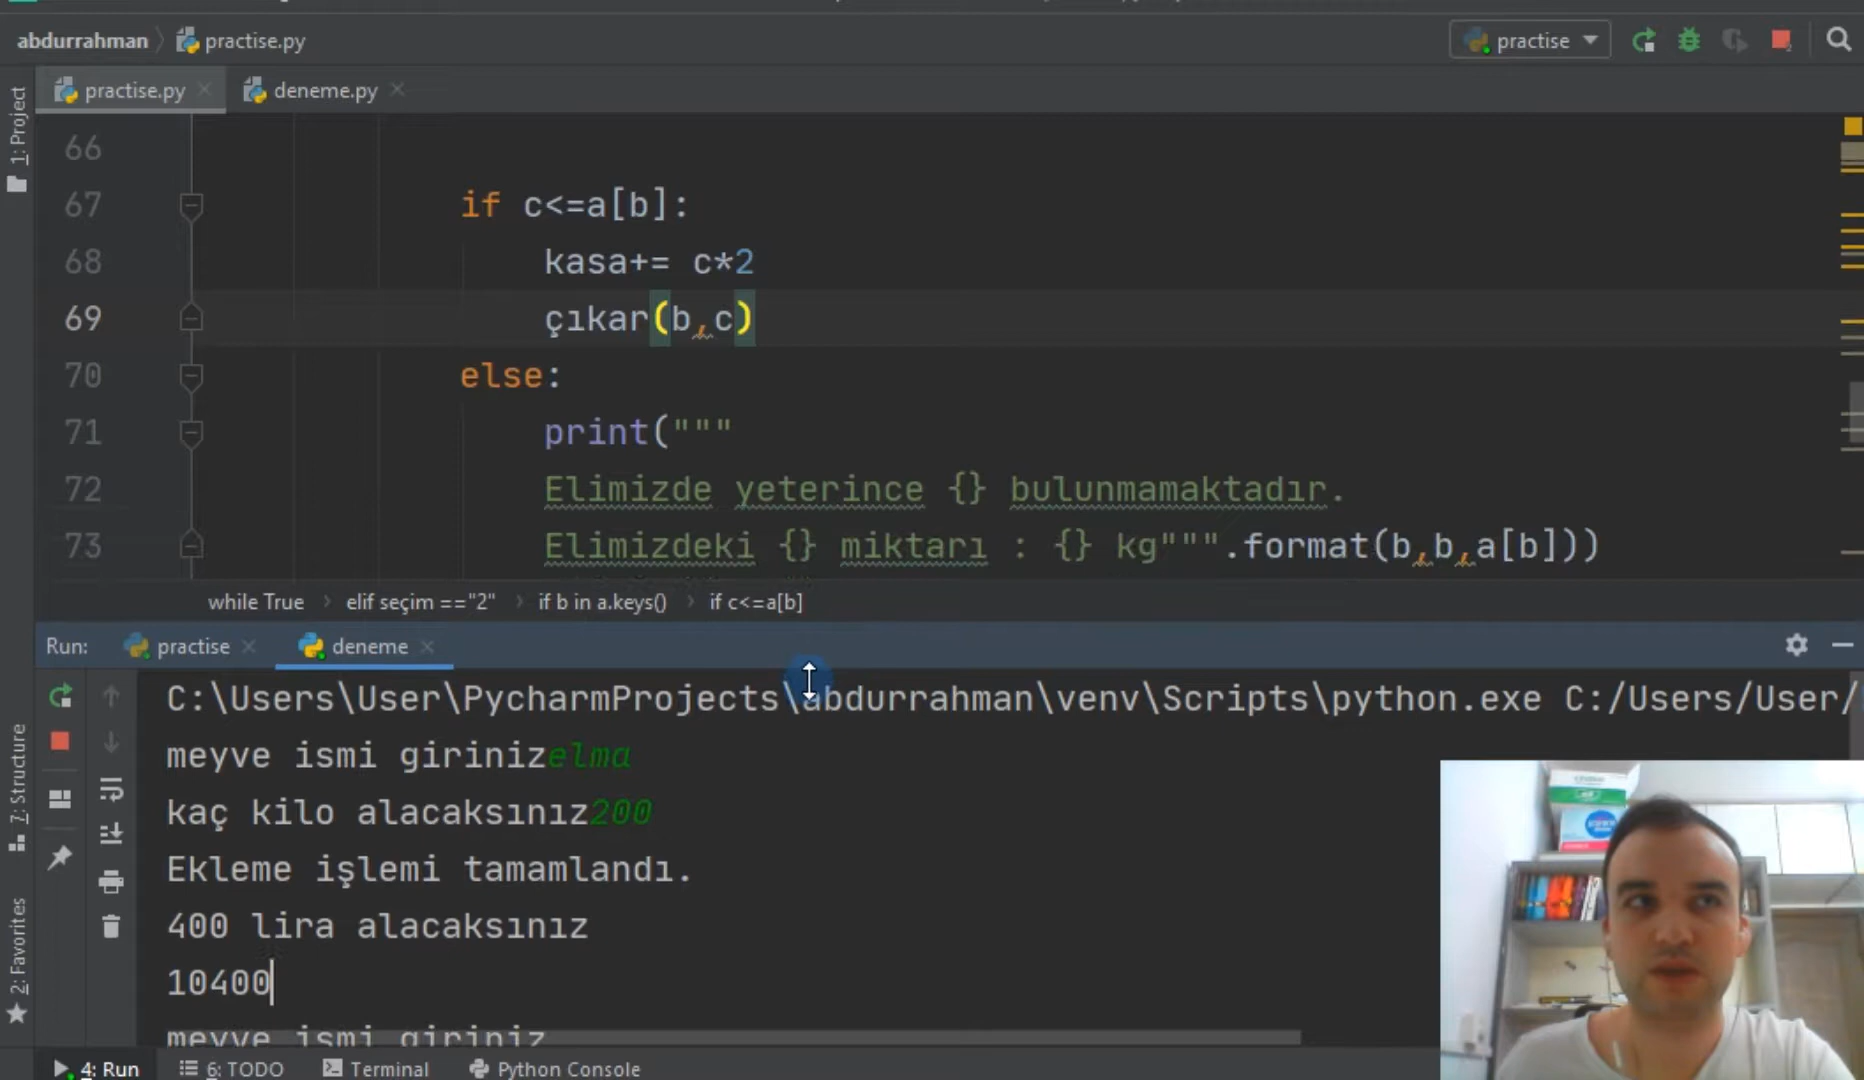 abdurrahman practise.py
practise
practise.py deneme.py
1: Project
66
67 if c<=a[b]:
68 kasa+= c*2
69 çıkar(b,c)
70 else:
71 print("""
72 Elimizde yeterince {} bulunmamaktadır.
73 Elimizdeki {} miktarı : {} kg""".format(b,b,a[b]))
while True elif seçim =="2" if b in a.keys() if c<=a[b]
Run: practise deneme
C:\Users\User\PycharmProjects\abdurrahman\venv\Scripts\python.exe C:/Users/User/
meyve ismi girinizelma
kaç kilo alacaksınız200
Ekleme işlemi tamamlandı.
400 lira alacaksınız
10400
meyve ismi giriniz
7: Structure
2: Favorites
4: Run 6: TODO Terminal Python Console